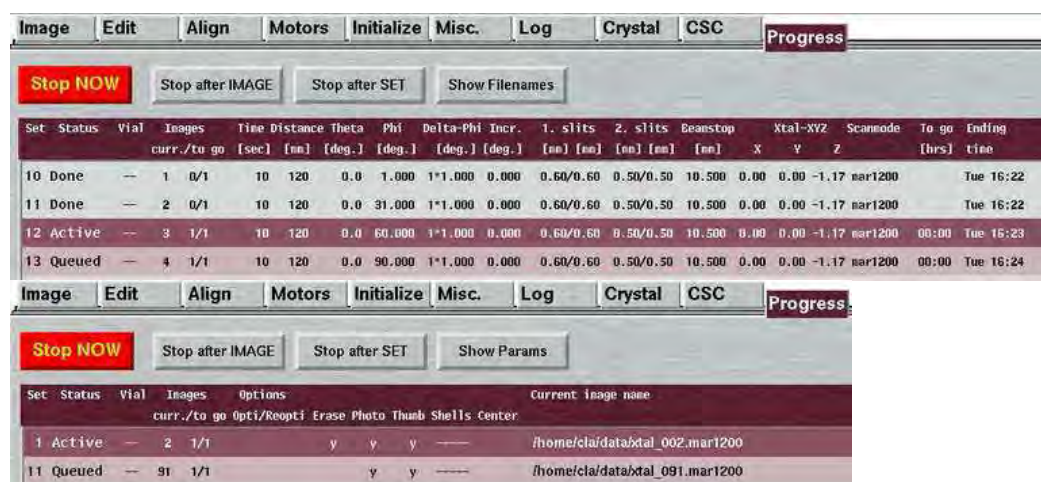 Image Edit Align Motors Initialize Misc. Log Crystal CSC Progress
Stop NOW Stop after IMAGE Stop after SET Show Filenames
Set Status Vial Images Time Distance Theta Phi Delta-Phi Incr. 1. slits 2. slits Beamstop Xtal-XYZ Scanmode To go Ending
curr./to go [sec] [mm] [deg.] [deg.] [deg.] [deg.] [mm] [mm] [mm] [mm] [mm] X Y Z [hrs] time
10 Done — 1 0/1 10 120 0.0 1.000 1*1.000 0.000 0.60/0.60 0.50/0.50 10.500 0.00 0.00 -1.17 mar1200 Tue 16:22
11 Done — 2 0/1 10 120 0.0 31.000 1*1.000 0.000 0.60/0.60 0.50/0.50 10.500 0.00 0.00 -1.17 mar1200 Tue 16:22
12 Active — 3 1/1 10 120 0.0 60.000 1*1.000 0.000 0.60/0.60 0.50/0.50 10.500 0.00 0.00 -1.17 mar1200 00:00 Tue 16:23
13 Queued — 4 1/1 10 120 0.0 90.000 1*1.000 0.000 0.60/0.60 0.50/0.50 10.500 0.00 0.00 -1.17 mar1200 00:00 Tue 16:24
Image Edit Align Motors Initialize Misc. Log Crystal CSC Progress
Stop NOW Stop after IMAGE Stop after SET Show Params
Set Status Vial Images Options Current image name
curr./to go Opti/Reopti Erase Photo Thumb Shells Center
1 Active — 2 1/1 y y y ----- /home/cla/data/xtal_002.mar1200
11 Queued — 91 1/1 y y ----- /home/cla/data/xtal_091.mar1200